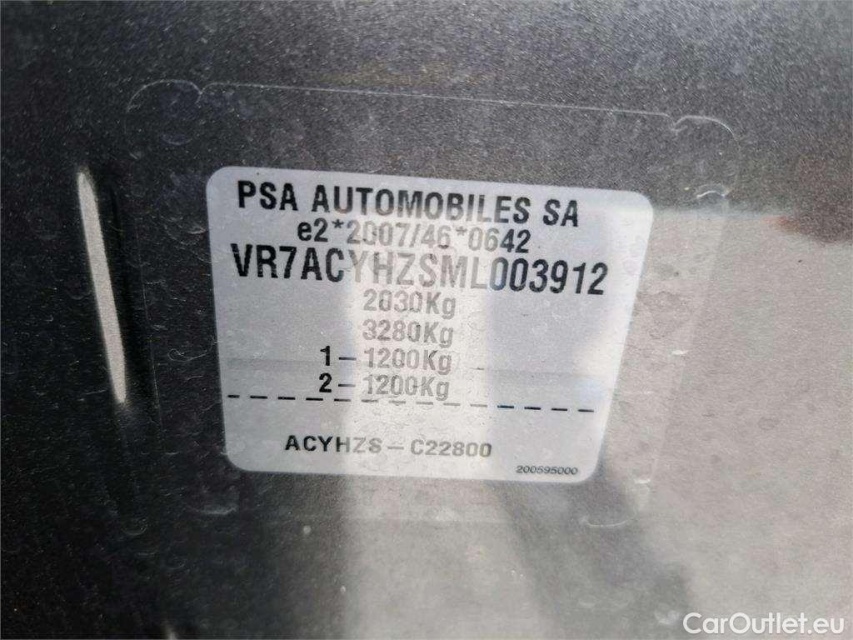 PSA AUTOMOBILES SA
e2*2007/46*0642
VR7ACYHZSML003912
2030Kg
3280Kg
1-1200Kg
2-1200Kg
ACYHZS-C22800
200595000
CarOutlet.eu